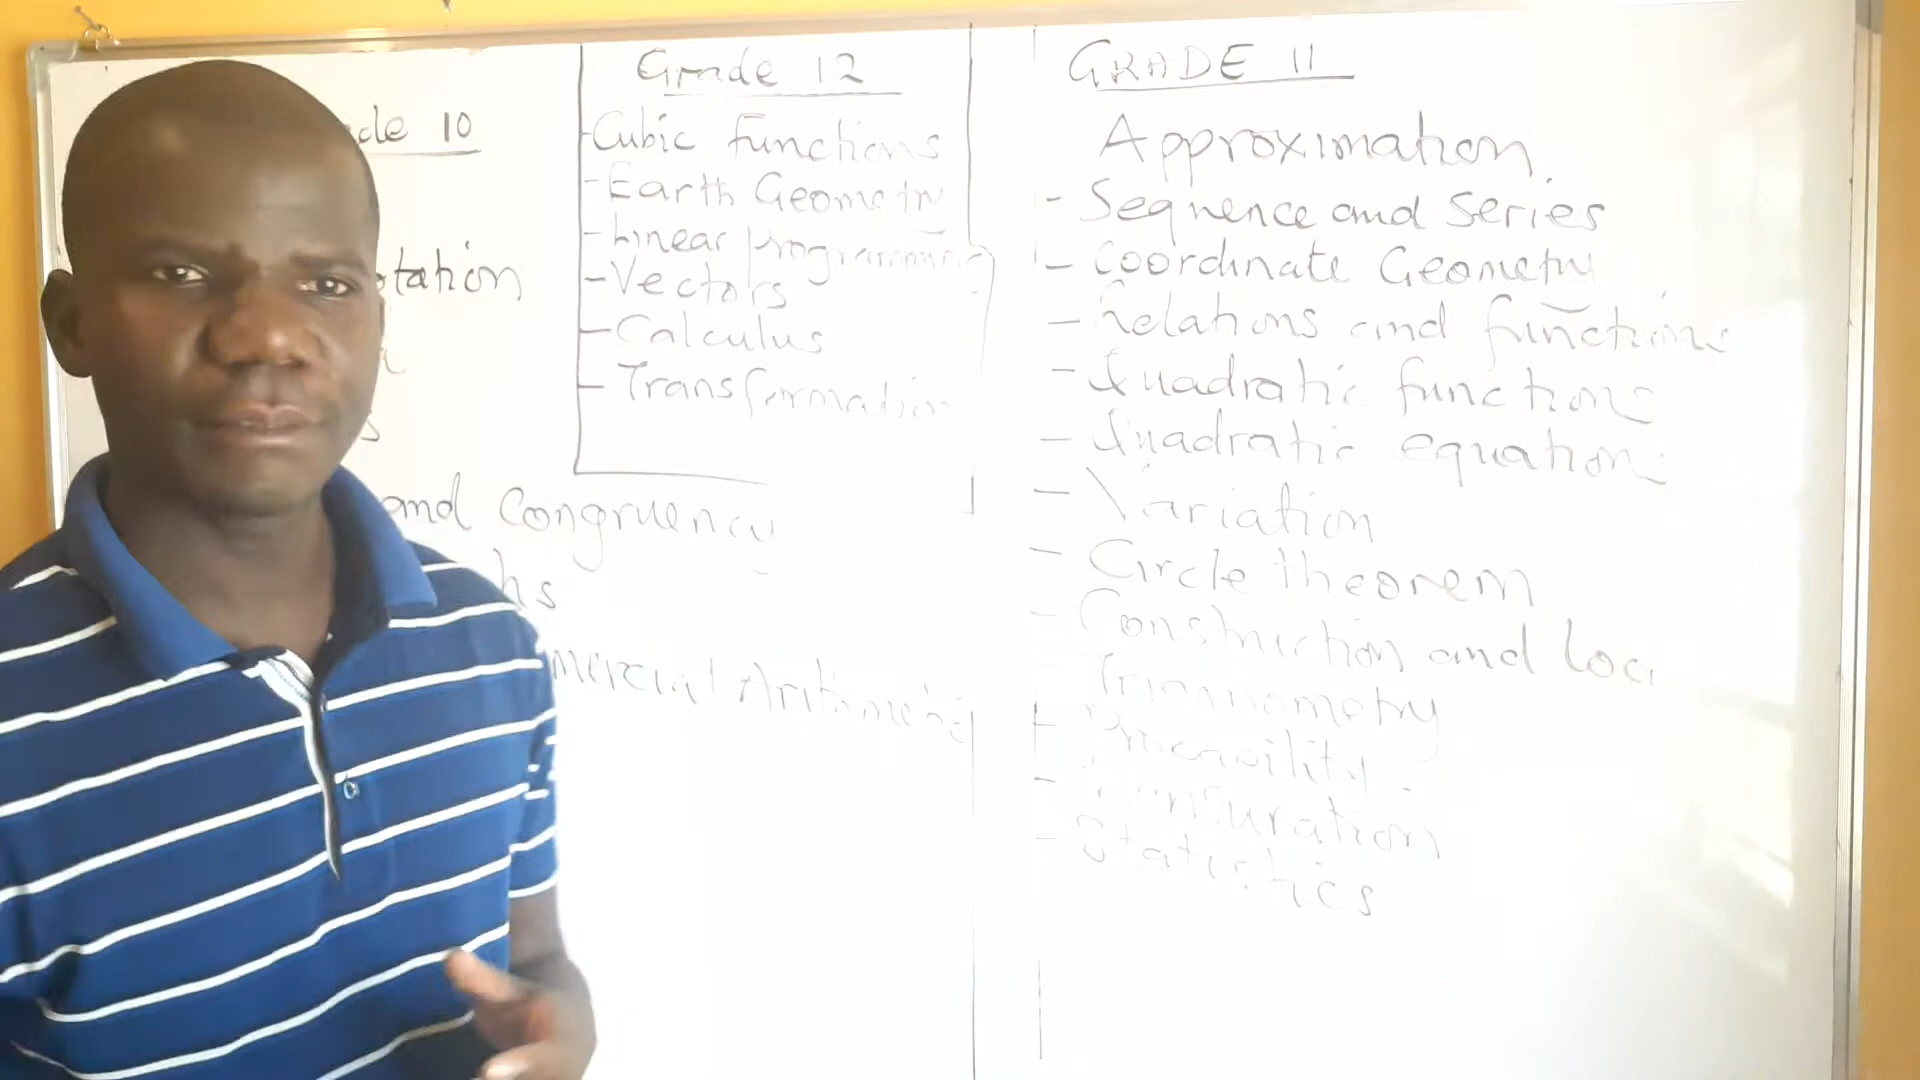 de 10
tation
s
and Congruency
hs
mercial Arithmetic
Grade 12
- Cubic functions
- Earth Geometry
- Linear programming
- Vectors
- Calculus
- Transformation
GRADE 11
Approximation
- Sequence and series
- Coordinate Geometry
- Relations and functions
- Quadratic functions
- Quadratic equations
- Variation
- Circle theorem
- Construction and Loci
- Trigonometry
- Probability
- Mensuration
- Statistics